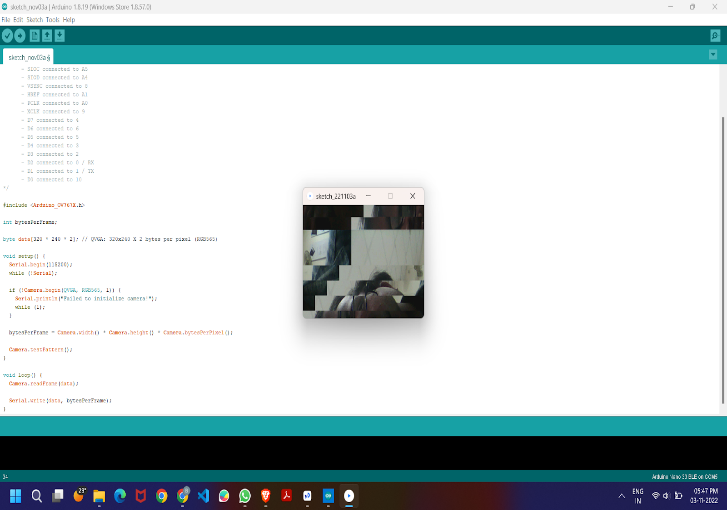 sketch_nov03a | Arduino 1.8.19 (Windows Store 1.8.57.0)
File Edit Sketch Tools Help
sketch_nov03a §
- SIOC connected to A5
- SIOD connected to A4
- VSYNC connected to 8
- HREF connected to A1
- PCLK connected to A0
- XCLK connected to 9
- D7 connected to 4
- D6 connected to 6
- D5 connected to 5
- D4 connected to 3
- D3 connected to 2
- D2 connected to 0 / RX
- D1 connected to 1 / TX
- D0 connected to 10
*/
#include <Arduino_OV767X.h>
int bytesPerFrame;
byte data[320 * 240 * 2]; // QVGA: 320x240 X 2 bytes per pixel (RGB565)
void setup() {
Serial.begin(115200);
while (!Serial);
if (!Camera.begin(QVGA, RGB565, 1)) {
Serial.println("Failed to initialize camera!");
while (1);
}
bytesPerFrame = Camera.width() * Camera.height() * Camera.bytesPerPixel();
Camera.testPattern();
}
void loop() {
Camera.readFrame(data);
Serial.write(data, bytesPerFrame);
}
sketch_221103a
34
Arduino Nano 33 BLE on COM5
23°
ENG
IN
05:47 PM
03-11-2022